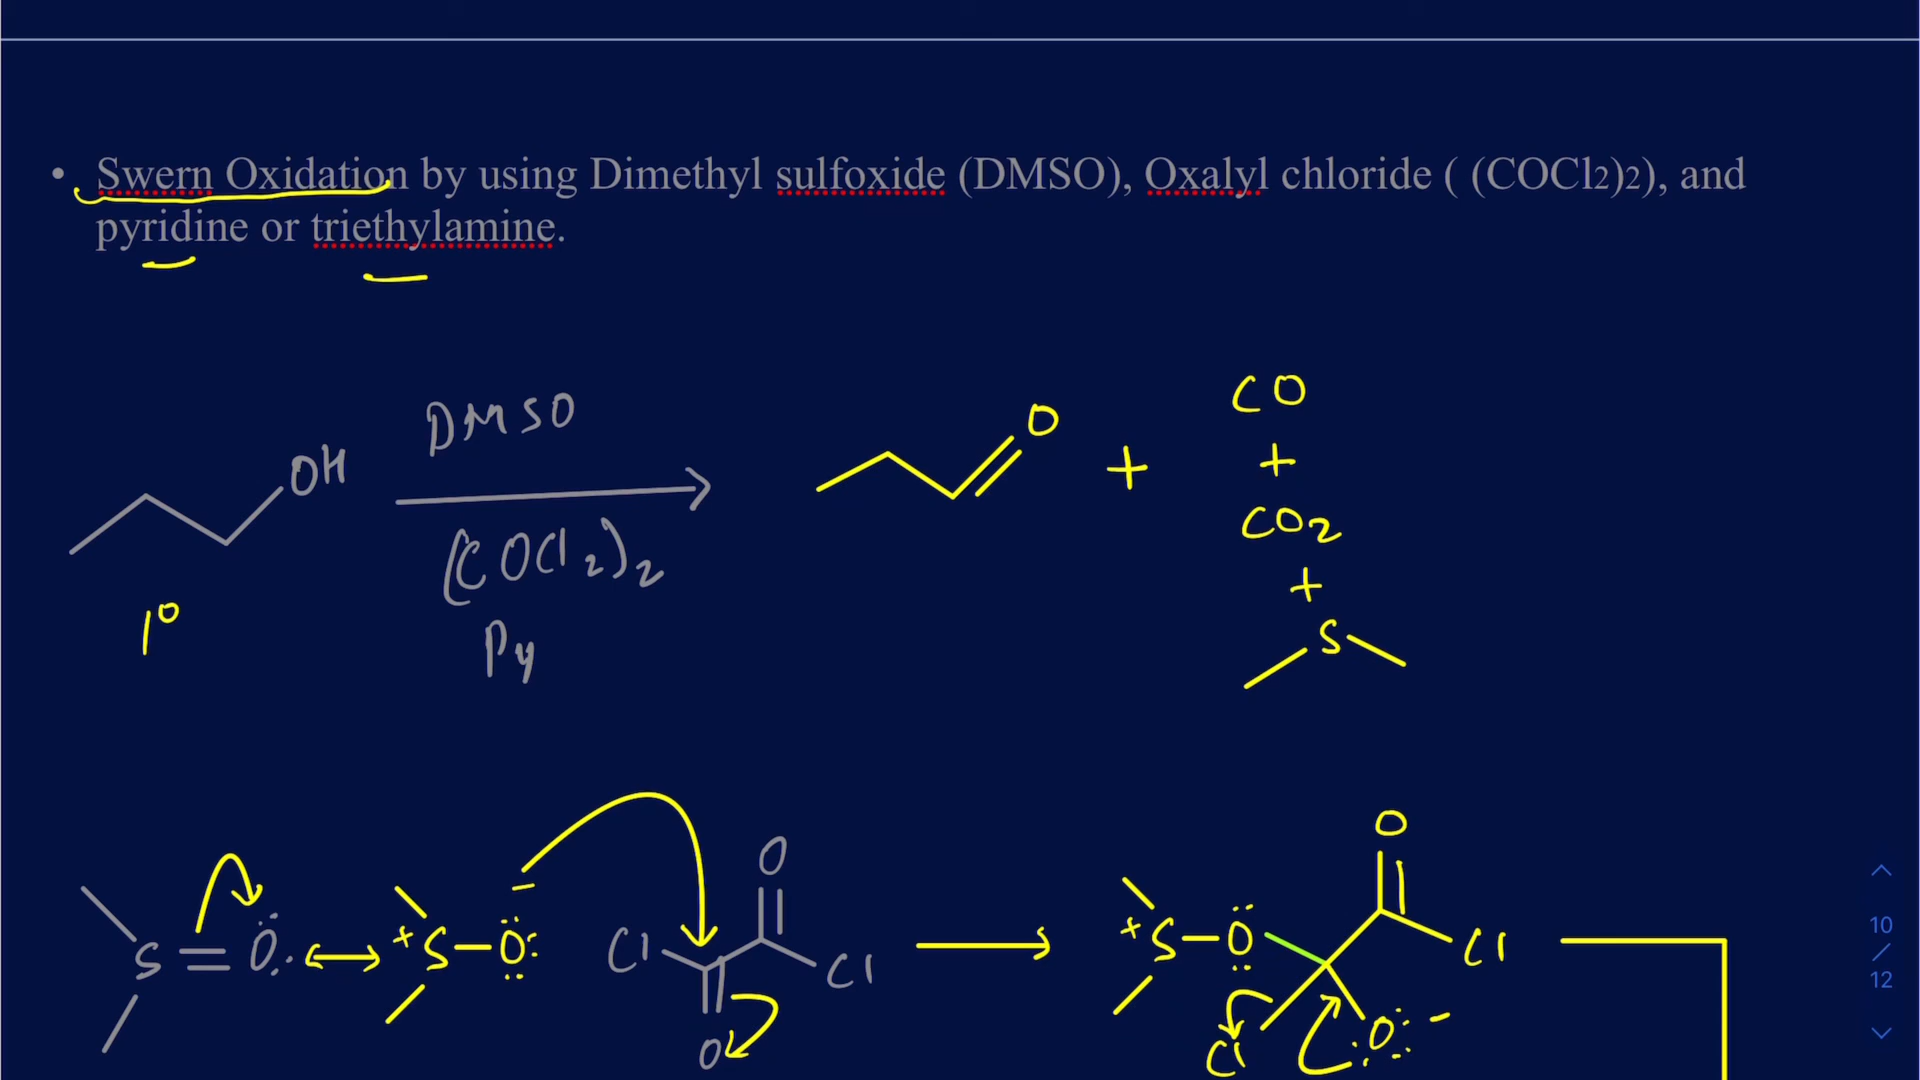 • Swern Oxidation by using Dimethyl sulfoxide (DMSO), Oxalyl chloride ( (COCl2)2), and
pyridine or triethylamine.
OH
1°
DMSO
(COCl₂)₂
Py
O
+
CO
+
CO₂
+
S
S = O
+ S – O –
Cl
O
O
Cl
+ S – O
O
Cl
Cl
O –
10
/
12